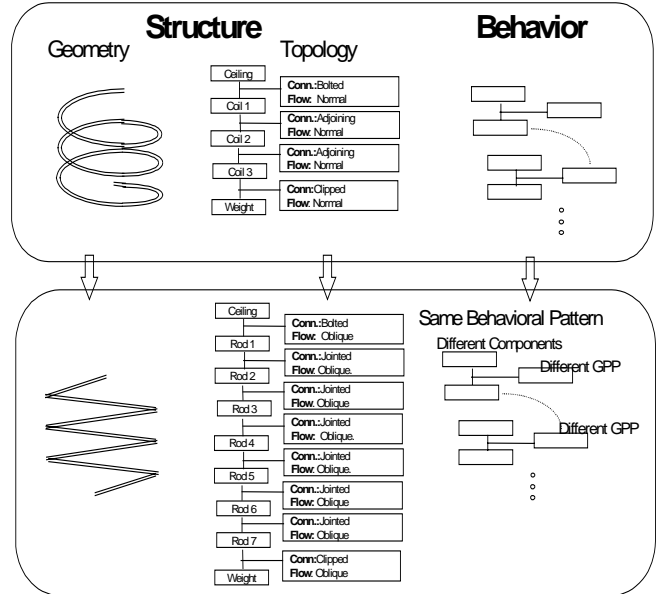 Structure
Behavior
Geometry
Topology
Ceiling
Conn.:Bolted
Flow: Normal
Coil 1
Conn.:Adjoining
Flow: Normal
Coil 2
Conn.:Adjoining
Flow: Normal
Coil 3
Conn:Clipped
Flow: Normal
Weight
Ceiling
Conn.:Bolted
Flow: Oblique
Rod 1
Conn.:Jointed
Flow: Oblique.
Rod 2
Conn.:Jointed
Flow: Oblique
Rod 3
Conn.:Jointed
Flow: Oblique.
Rod 4
Conn.:Jointed
Flow: Oblique.
Rod 5
Conn.:Jointed
Flow: Oblique
Rod 6
Conn.:Jointed
Flow: Oblique
Rod 7
Conn:Clipped
Flow: Oblique
Weight
Same Behavioral Pattern
Different Components
Different GPP
Different GPP